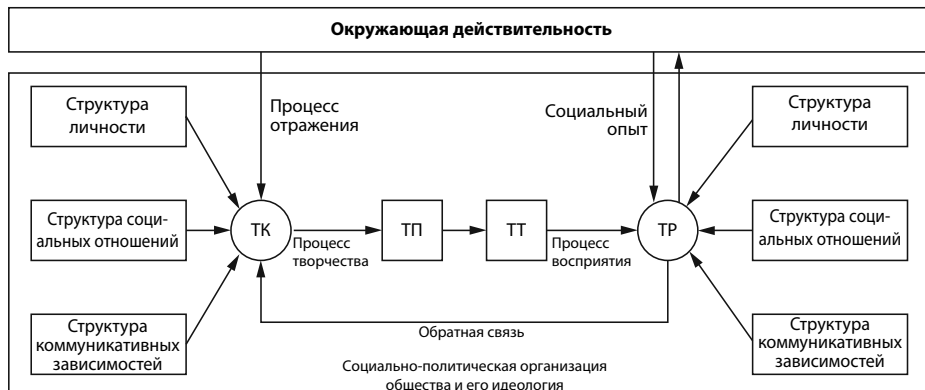 Окружающая действительность
Структура
личности
Процесс
отражения
Социальный
опыт
Структура
личности
Структура соци-
альных отношений
ТК
Процесс
творчества
ТП
ТТ
Процесс
восприятия
ТР
Структура соци-
альных отношений
Структура
коммуникативных
зависимостей
Обратная связь
Структура
коммуникативных
зависимостей
Социально-политическая организация
общества и его идеология